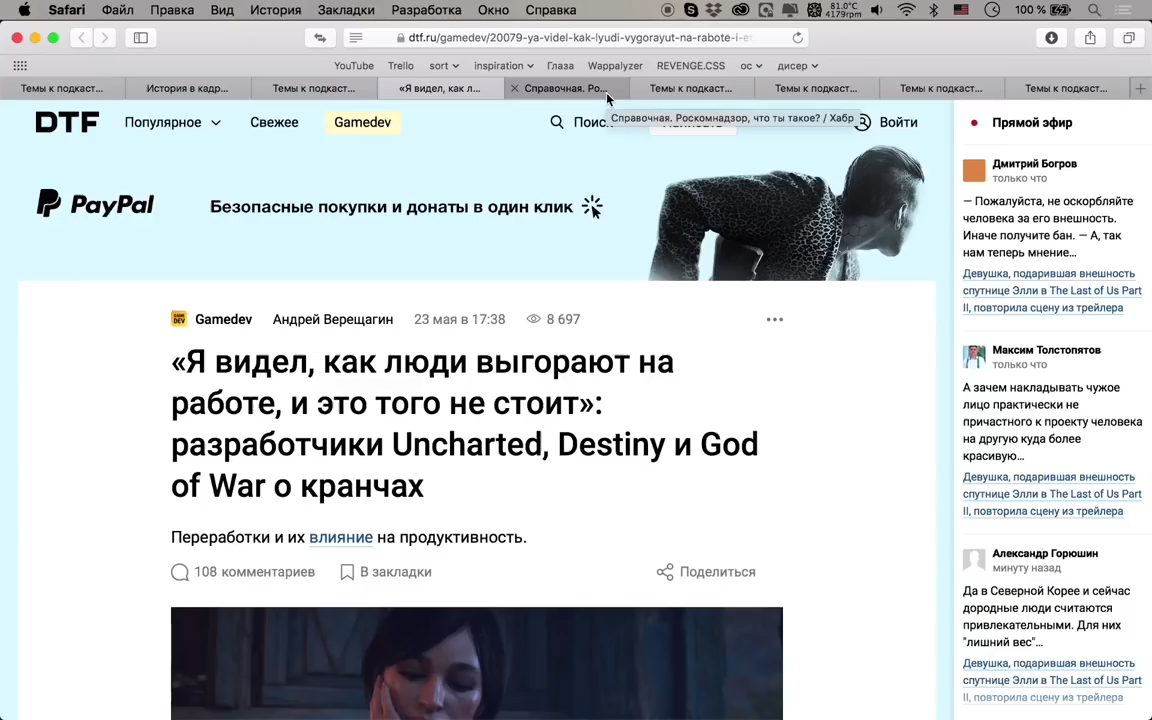 Safari Файл Правка Вид История Закладки Разработка Окно Справка 81.0°C 4179rpm 100 %
dtf.ru/gamedev/20079-ya-videl-kak-lyudi-vygorayut-na-rabote-i-et
YouTube Trello sort inspiration Глаза Wappalyzer REVENGE.CSS ос дисер
Темы к подкаст... История в кадр... Темы к подкаст... «Я видел, как л... Справочная. Ро... Темы к подкаст... Темы к подкаст... Темы к подкаст... Темы к подкаст...
Справочная. Роскомнадзор, что ты такое? / Хабр
DTF Популярное Свежее Gamedev Войти
PayPal Безопасные покупки и донаты в один клик
Gamedev Андрей Верещагин 23 мая в 17:38 8 697
«Я видел, как люди выгорают на
работе, и это того не стоит»:
разработчики Uncharted, Destiny и God
of War о кранчах
Переработки и их влияние на продуктивность.
108 комментариев В закладки Поделиться
Прямой эфир
Дмитрий Богров
только что
— Пожалуйста, не оскорбляйте
человека за его внешность.
Иначе получите бан. — А, так
нам теперь мнение…
Девушка, подарившая внешность
спутнице Элли в The Last of Us Part
II, повторила сцену из трейлера
Максим Толстопятов
только что
А зачем накладывать чужое
лицо практически не
причастного к проекту человека
на другую куда более
красивую…
Девушка, подарившая внешность
спутнице Элли в The Last of Us Part
II, повторила сцену из трейлера
Александр Горюшин
минуту назад
Да в Северной Корее и сейчас
дородные люди считаются
привлекательными. Для них
"лишний вес"…
Девушка, подарившая внешность
спутнице Элли в The Last of Us Part
II, повторила сцену из трейлера